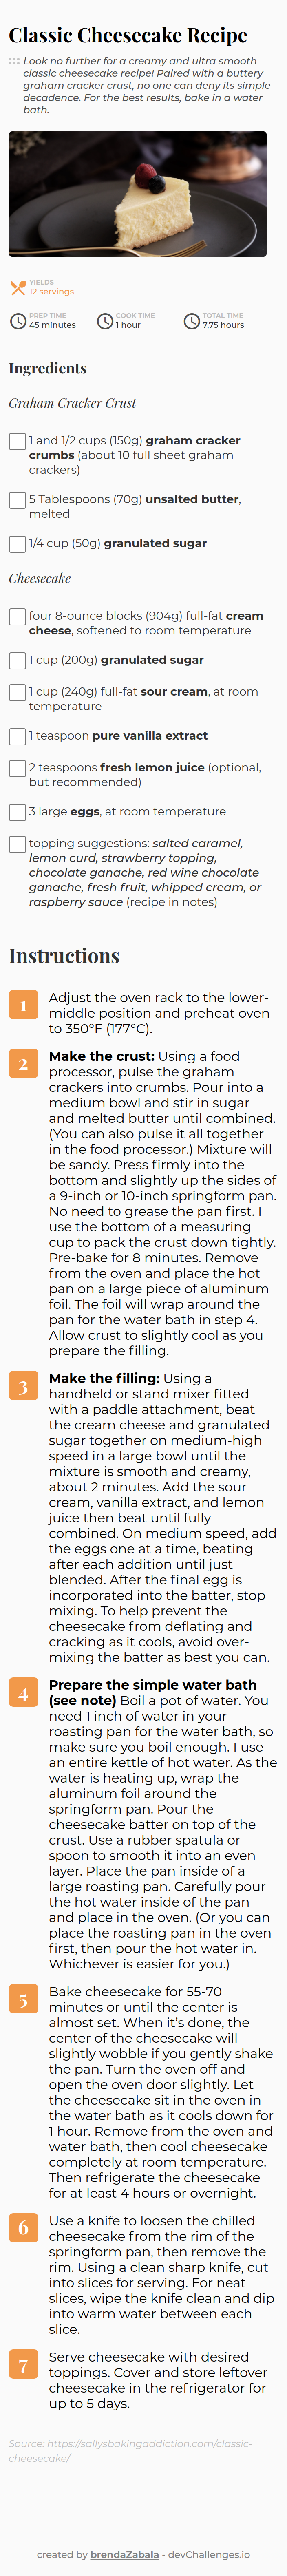 Classic Cheesecake Recipe
Look no further for a creamy and ultra smooth
classic cheesecake recipe! Paired with a buttery
graham cracker crust, no one can deny its simple
decadence. For the best results, bake in a water
bath.
YIELDS
12 servings
PREP TIME
45 minutes
COOK TIME
1 hour
TOTAL TIME
7,75 hours
Ingredients
Graham Cracker Crust
1 and 1/2 cups (150g) graham cracker
crumbs (about 10 full sheet graham
crackers)
5 Tablespoons (70g) unsalted butter,
melted
1/4 cup (50g) granulated sugar
Cheesecake
four 8-ounce blocks (904g) full-fat cream
cheese, softened to room temperature
1 cup (200g) granulated sugar
1 cup (240g) full-fat sour cream, at room
temperature
1 teaspoon pure vanilla extract
2 teaspoons fresh lemon juice (optional,
but recommended)
3 large eggs, at room temperature
topping suggestions: salted caramel,
lemon curd, strawberry topping,
chocolate ganache, red wine chocolate
ganache, fresh fruit, whipped cream, or
raspberry sauce (recipe in notes)
Instructions
1
Adjust the oven rack to the lower-
middle position and preheat oven
to 350°F (177°C).
2
Make the crust: Using a food
processor, pulse the graham
crackers into crumbs. Pour into a
medium bowl and stir in sugar
and melted butter until combined.
(You can also pulse it all together
in the food processor.) Mixture will
be sandy. Press firmly into the
bottom and slightly up the sides of
a 9-inch or 10-inch springform pan.
No need to grease the pan first. I
use the bottom of a measuring
cup to pack the crust down tightly.
Pre-bake for 8 minutes. Remove
from the oven and place the hot
pan on a large piece of aluminum
foil. The foil will wrap around the
pan for the water bath in step 4.
Allow crust to slightly cool as you
prepare the filling.
3
Make the filling: Using a
handheld or stand mixer fitted
with a paddle attachment, beat
the cream cheese and granulated
sugar together on medium-high
speed in a large bowl until the
mixture is smooth and creamy,
about 2 minutes. Add the sour
cream, vanilla extract, and lemon
juice then beat until fully
combined. On medium speed, add
the eggs one at a time, beating
after each addition until just
blended. After the final egg is
incorporated into the batter, stop
mixing. To help prevent the
cheesecake from deflating and
cracking as it cools, avoid over-
mixing the batter as best you can.
4
Prepare the simple water bath
(see note) Boil a pot of water. You
need 1 inch of water in your
roasting pan for the water bath, so
make sure you boil enough. I use
an entire kettle of hot water. As the
water is heating up, wrap the
aluminum foil around the
springform pan. Pour the
cheesecake batter on top of the
crust. Use a rubber spatula or
spoon to smooth it into an even
layer. Place the pan inside of a
large roasting pan. Carefully pour
the hot water inside of the pan
and place in the oven. (Or you can
place the roasting pan in the oven
first, then pour the hot water in.
Whichever is easier for you.)
5
Bake cheesecake for 55-70
minutes or until the center is
almost set. When it's done, the
center of the cheesecake will
slightly wobble if you gently shake
the pan. Turn the oven off and
open the oven door slightly. Let
the cheesecake sit in the oven in
the water bath as it cools down for
1 hour. Remove from the oven and
water bath, then cool cheesecake
completely at room temperature.
Then refrigerate the cheesecake
for at least 4 hours or overnight.
6
Use a knife to loosen the chilled
cheesecake from the rim of the
springform pan, then remove the
rim. Using a clean sharp knife, cut
into slices for serving. For neat
slices, wipe the knife clean and dip
into warm water between each
slice.
7
Serve cheesecake with desired
toppings. Cover and store leftover
cheesecake in the refrigerator for
up to 5 days.
Source: https://sallysbakingaddiction.com/classic-
cheesecake/
created by brendaZabala - devChallenges.io